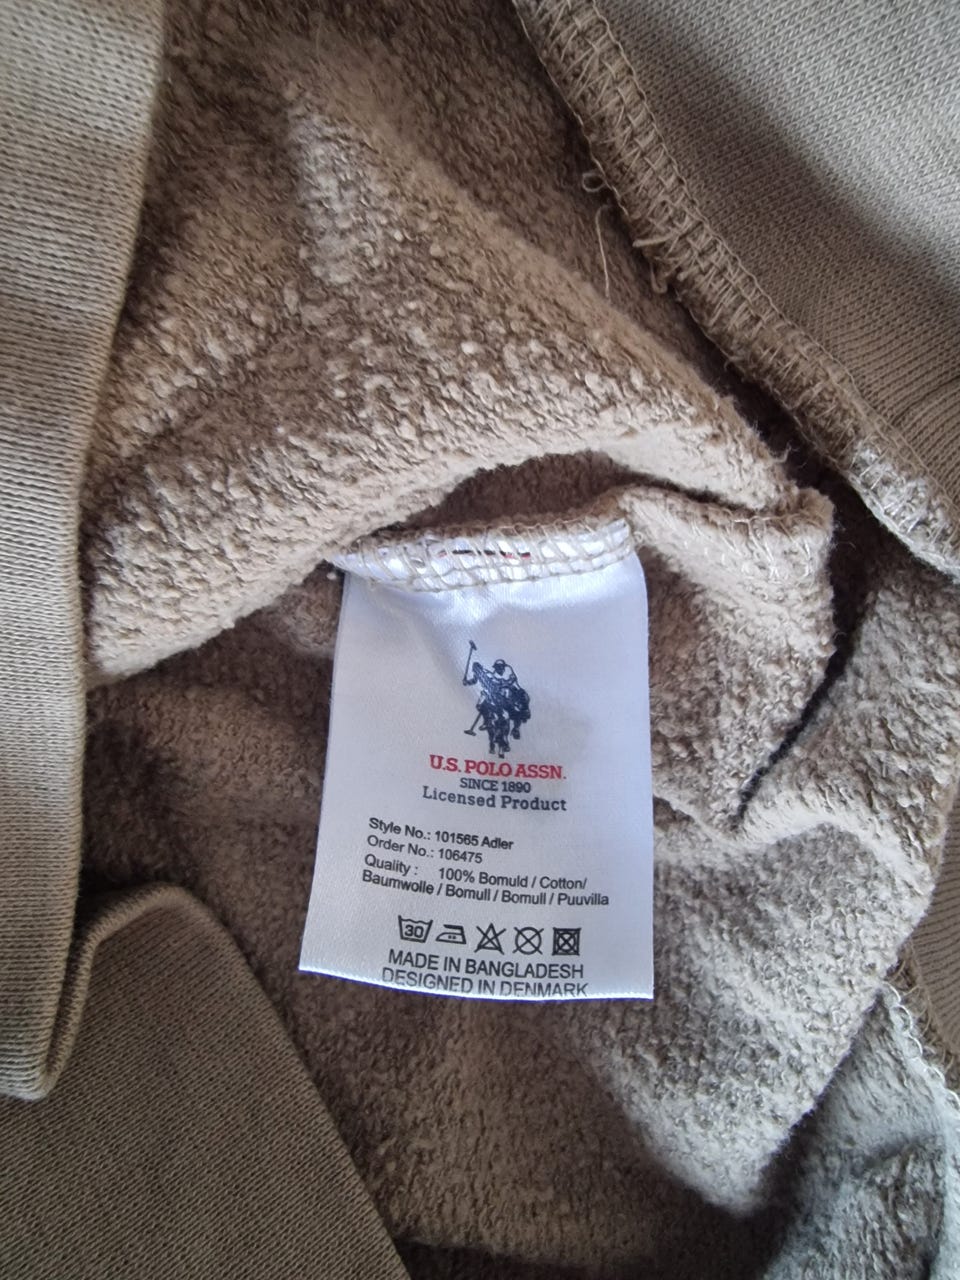 U.S. POLO ASSN.
SINCE 1890
Licensed Product
Style No.: 101565 Adler
Order No.: 106475
Quality : 100% Bomuld / Cotton/
Baumwolle / Bomull / Bomull / Puuvilla
30
MADE IN BANGLADESH
DESIGNED IN DENMARK